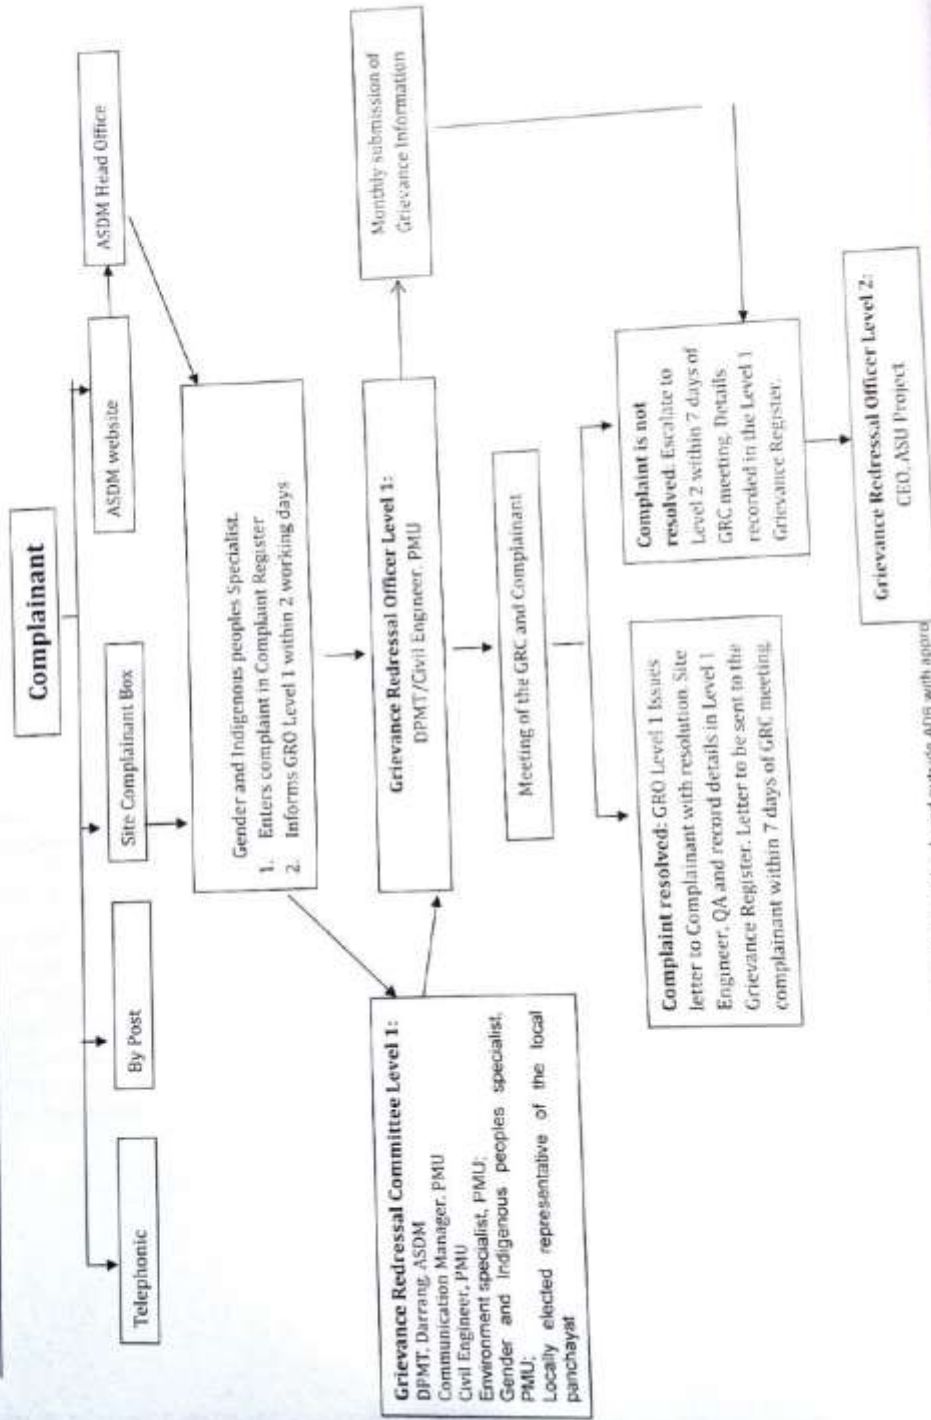 Complainant
Telephonic
By Post
Site Complainant Box
ASDM website
ASDM Head Office
Gender and Indigenous peoples Specialist.
1. Enters complaint in Complaint Register
2. Informs GRO Level 1 within 2 working days
Grievance Redressal Committee Level 1:
DPMT, Darrang, ASDM
Communication Manager, PMU
Civil Engineer, PMU
Environment specialist, PMU;
Gender and Indigenous peoples specialist,
PMU;
Locally elected representative of the local
panchayat
Grievance Redressal Officer Level 1:
DPMT/Civil Engineer, PMU
Monthly submission of
Grievance Information
Meeting of the GRC and Complainant
Complaint resolved: GRO Level 1 Issues
letter to Complainant with resolution. Site
Engineer, QA and record details in Level 1
Grievance Register. Letter to be sent to the
complainant within 7 days of GRC meeting.
Complaint is not
resolved: Escalate to
Level 2 within 7 days of
GRC meeting. Details
recorded in the Level 1
Grievance Register.
Grievance Redressal Officer Level 2:
CEO, ASU Project
outside ADB with appro